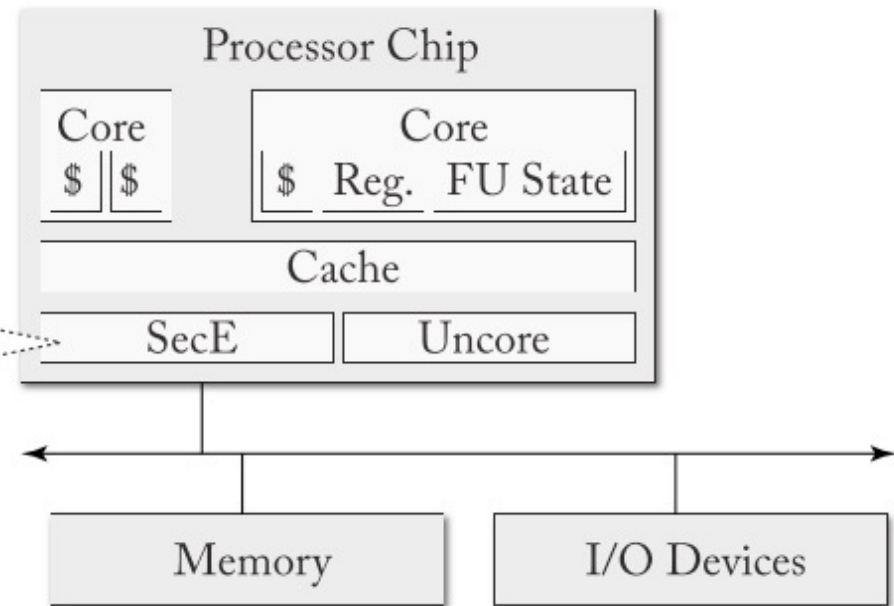 Processor Chip
Core Core
$ $ $ Reg. FU State
Cache
SecE Uncore
Memory I/O Devices